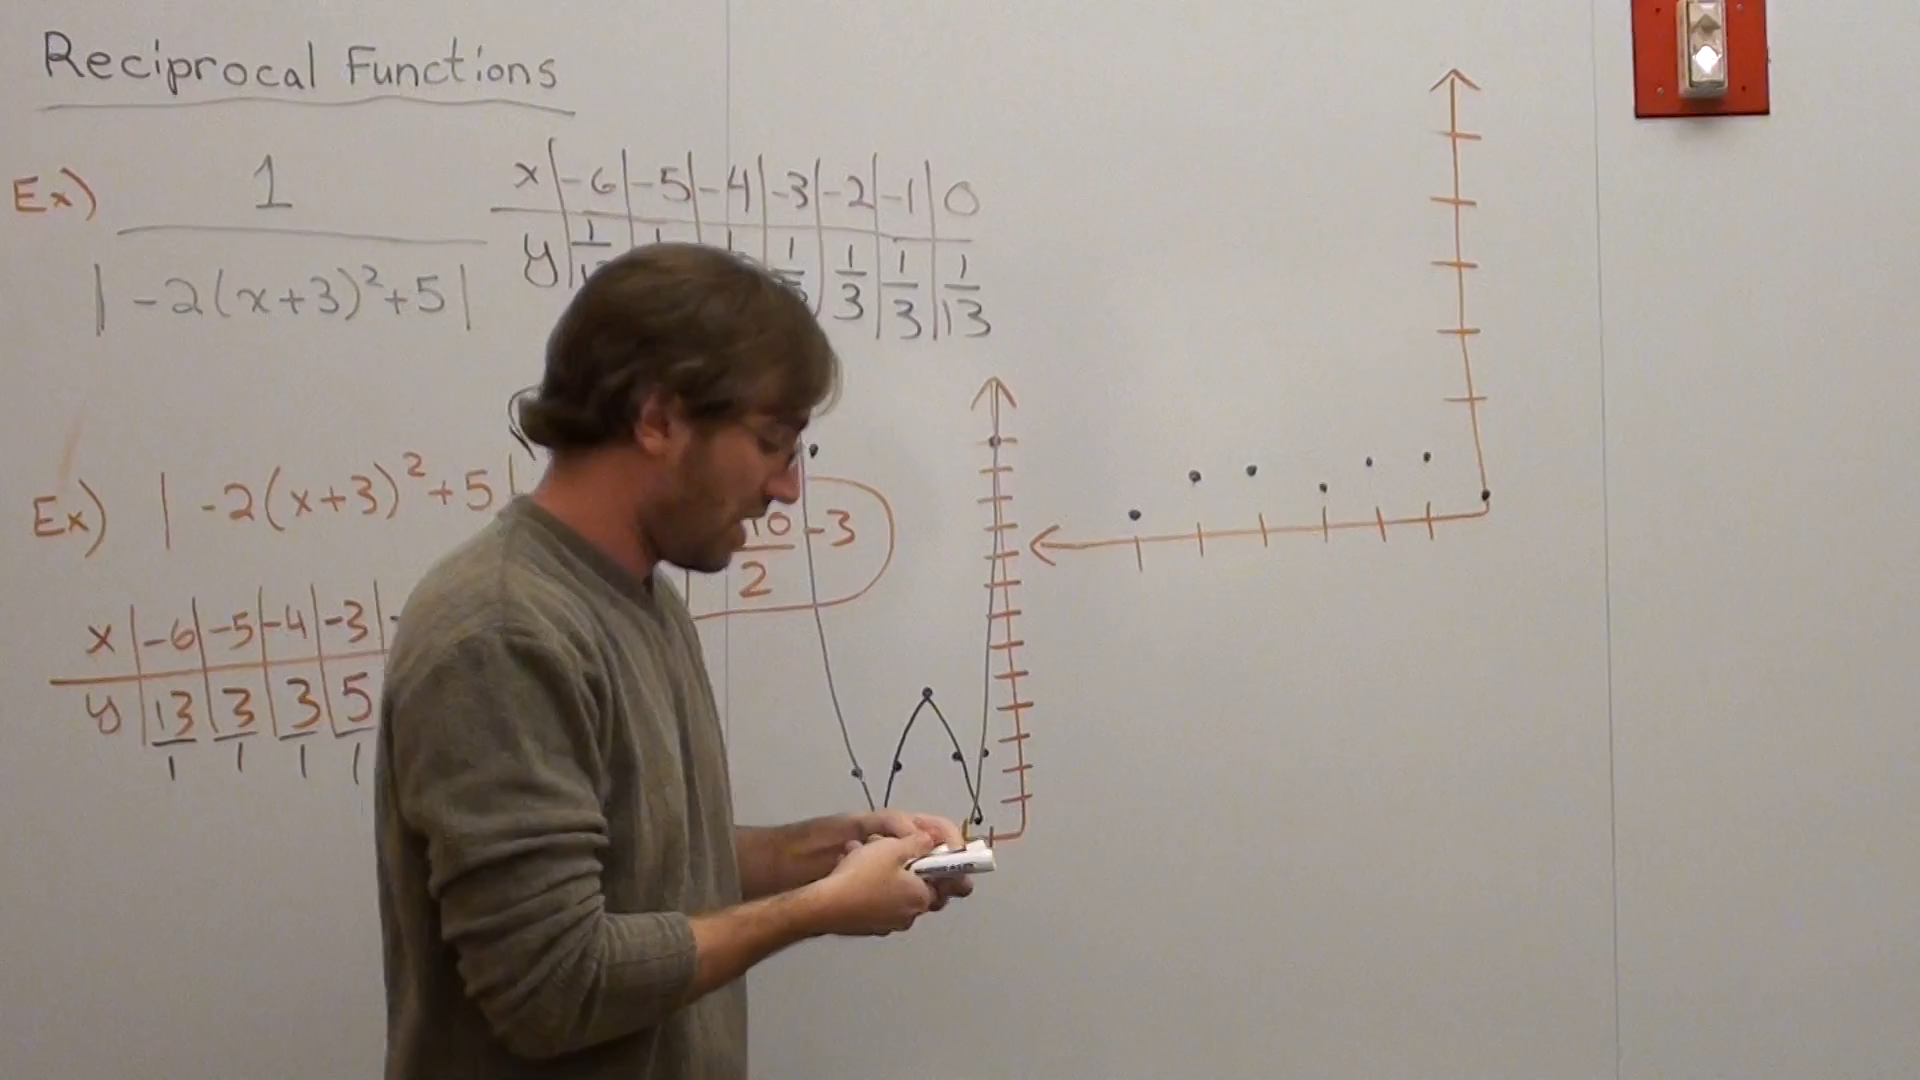 Reciprocal Functions
Ex) 1
|-2(x+3)²+5|
x -6 -5 -4 -3 -2 -1 0
y 1/3 1/3 1/13
Ex) |-2(x+3)²+5|
10/2 -3
x -6 -5 -4 -3
y 13/1 3/1 3/1 5/1